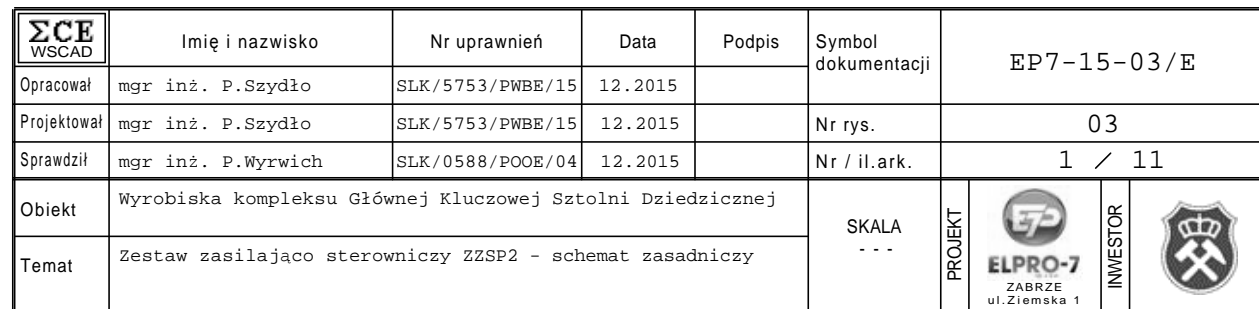 ΣCE
WSCAD
Imię i nazwisko
Nr uprawnień
Data
Podpis
Symbol
dokumentacji
EP7-15-03/E
Opracował
mgr inż. P.Szydło
SLK/5753/PWBE/15
12.2015
Projektował
mgr inż. P.Szydło
SLK/5753/PWBE/15
12.2015
Nr rys.
03
Sprawdził
mgr inż. P.Wyrwich
SLK/0588/POOE/04
12.2015
Nr / il.ark.
1 / 11
Obiekt
Wyrobiska kompleksu Głównej Kluczowej Sztolni Dziedzicznej
Temat
Zestaw zasilająco sterowniczy ZZSP2 - schemat zasadniczy
SKALA
- - -
PROJEKT
ELPRO-7
ZABRZE
ul.Ziemska 1
INWESTOR